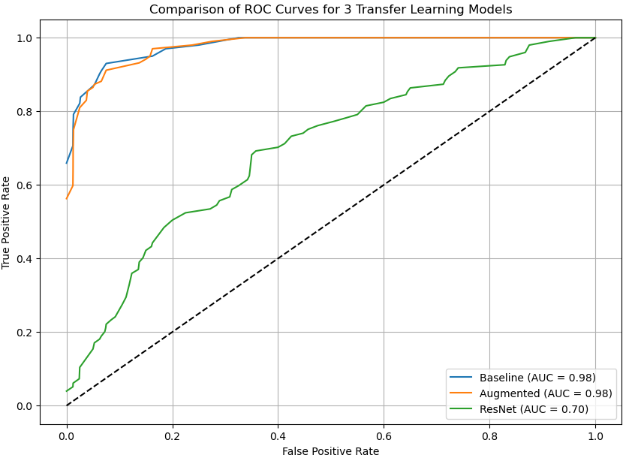 Comparison of ROC Curves for 3 Transfer Learning Models
True Positive Rate
1.0
0.8
0.6
0.4
0.2
0.0
0.0 0.2 0.4 0.6 0.8 1.0
False Positive Rate
Baseline (AUC = 0.98)
Augmented (AUC = 0.98)
ResNet (AUC = 0.70)